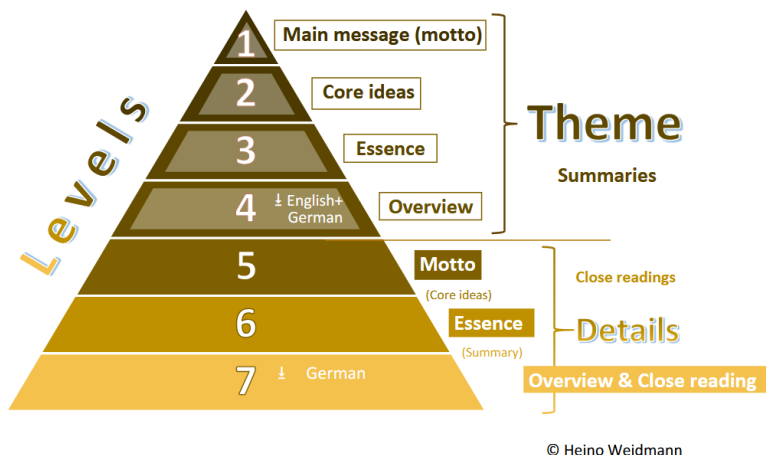 Levels
1
Main message (motto)
2
Core ideas
3
Essence
4
⤓ English+
German
Overview
Theme
Summaries
5
Motto
(Core ideas)
6
Essence
(Summary)
7
⤓ German
Close readings
Details
Overview & Close reading
© Heino Weidmann